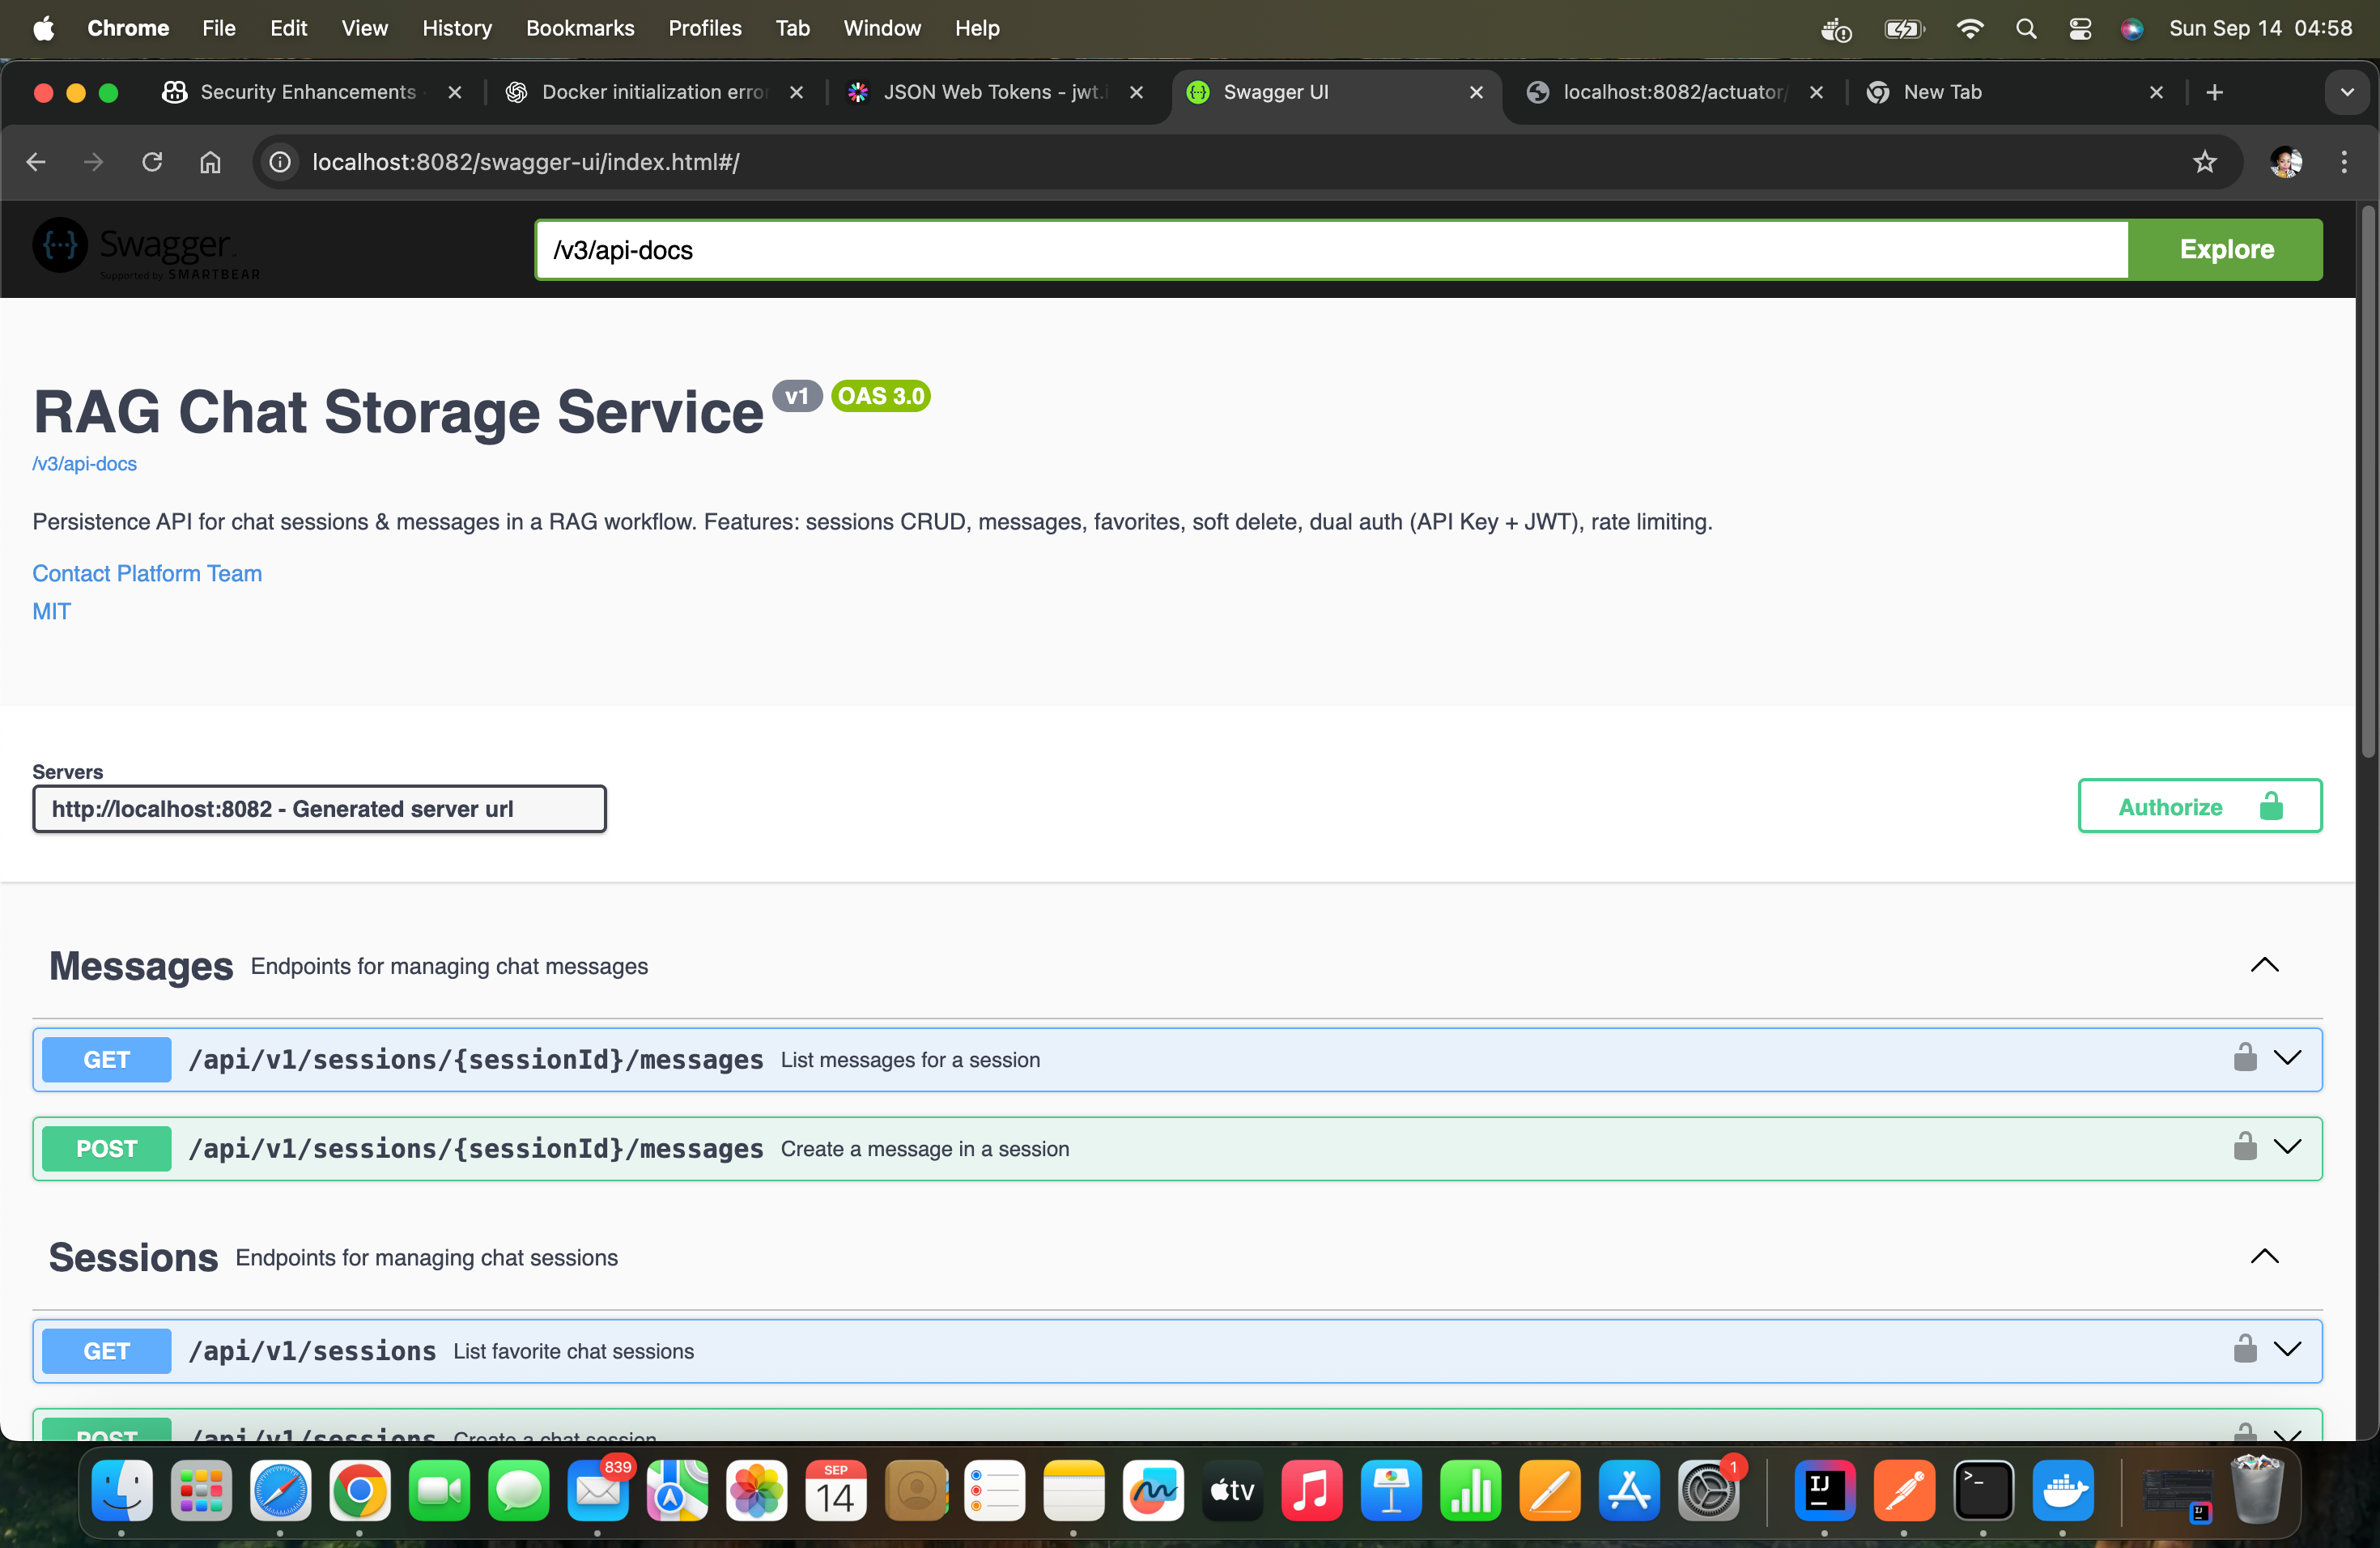 Chrome File Edit View History Bookmarks Profiles Tab Window Help Sun Sep 14 04:58
Security Enhancements JSON Web Tokens - jwt.i Swagger UI localhost:8082/actuator/ New Tab
Docker initialization error
localhost:8082/swagger-ui/index.html#/
Swagger.
Supported by SMARTBEAR
/v3/api-docs
Explore
RAG Chat Storage Service v1 OAS 3.0
/v3/api-docs
Persistence API for chat sessions & messages in a RAG workflow. Features: sessions CRUD, messages, favorites, soft delete, dual auth (API Key + JWT), rate limiting.
Contact Platform Team
MIT
Servers
http://localhost:8082 - Generated server url
Authorize
Messages Endpoints for managing chat messages
GET /api/v1/sessions/{sessionId}/messages List messages for a session
POST /api/v1/sessions/{sessionId}/messages Create a message in a session
Sessions Endpoints for managing chat sessions
GET /api/v1/sessions List favorite chat sessions
POST /api/v1/sessions Create a chat session
839
SEP
14
tv
1
IJ
>_
IJ